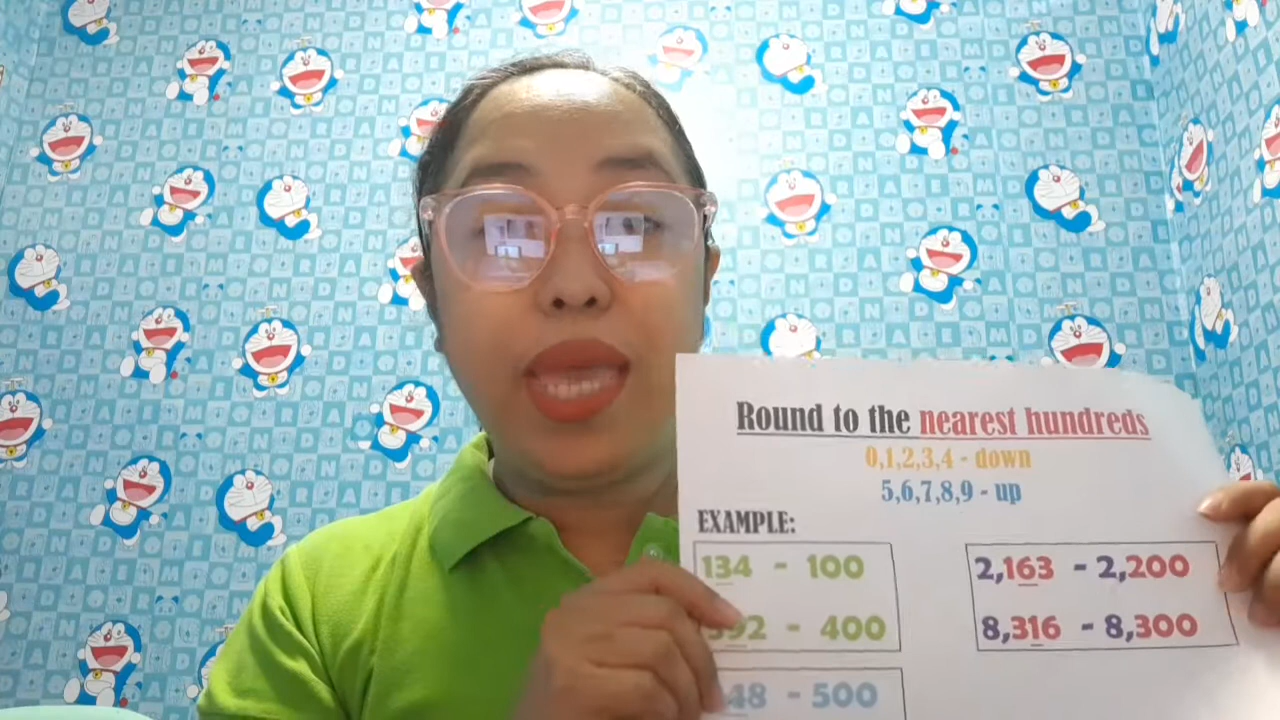 Round to the nearest hundreds
0,1,2,3,4 - down
5,6,7,8,9 - up
EXAMPLE:
134 - 100
92 - 400
48 - 500
2,163 - 2,200
8,316 - 8,300